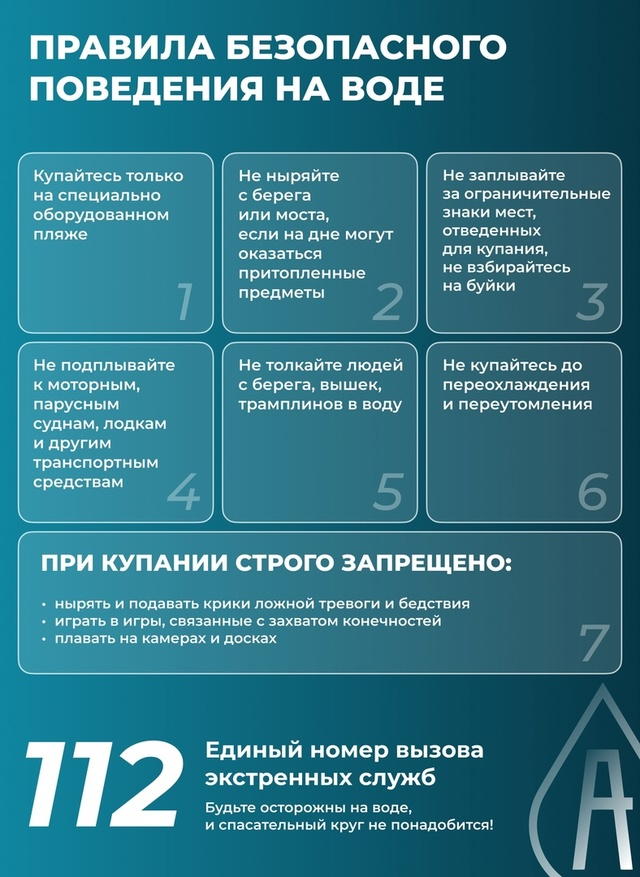 ПРАВИЛА БЕЗОПАСНОГО
ПОВЕДЕНИЯ НА ВОДЕ
Купайтесь только
на специально
оборудованном
пляже
1
Не ныряйте
с берега
или моста,
если на дне могут
оказаться
притопленные
предметы
2
Не заплывайте
за ограничительные
знаки мест,
отведенных
для купания,
не взбирайтесь
на буйки
3
Не подплывайте
к моторным,
парусным
суднам, лодкам
и другим
транспортным
средствам
4
Не толкайте людей
с берега, вышек,
трамплинов в воду
5
Не купайтесь до
переохлаждения
и переутомления
6
ПРИ КУПАНИИ СТРОГО ЗАПРЕЩЕНО:
• нырять и подавать крики ложной тревоги и бедствия
• играть в игры, связанные с захватом конечностей
• плавать на камерах и досках
7
112
Единый номер вызова
экстренных служб
Будьте осторожны на воде,
и спасательный круг не понадобится!
А